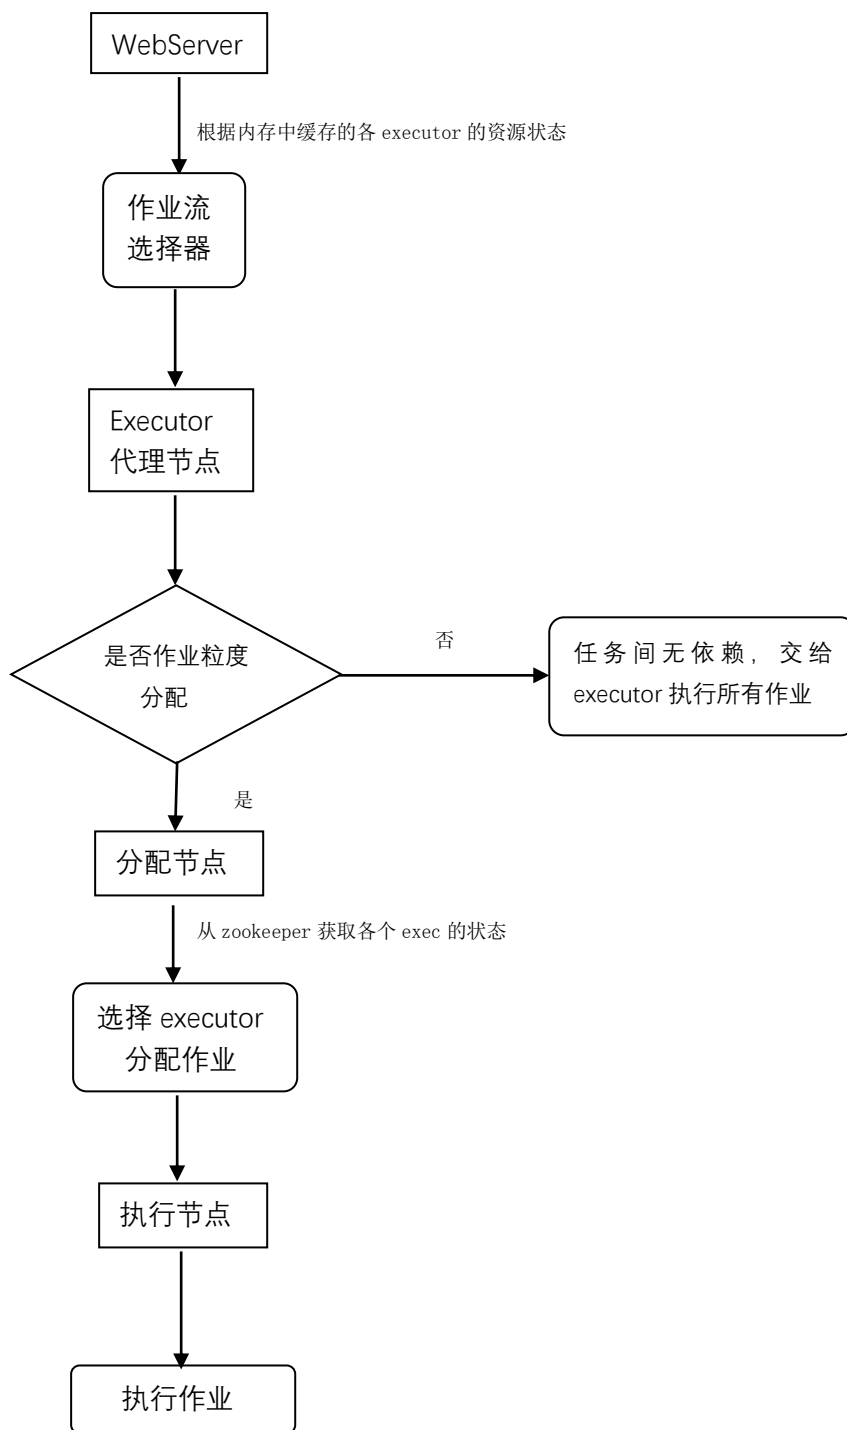 WebServer
根据内存中缓存的各 executor 的资源状态
作业流
选择器
Executor
代理节点
是否作业粒度
分配
否
任务间无依赖，交给
executor 执行所有作业
是
分配节点
从 zookeeper 获取各个 exec 的状态
选择 executor
分配作业
执行节点
执行作业